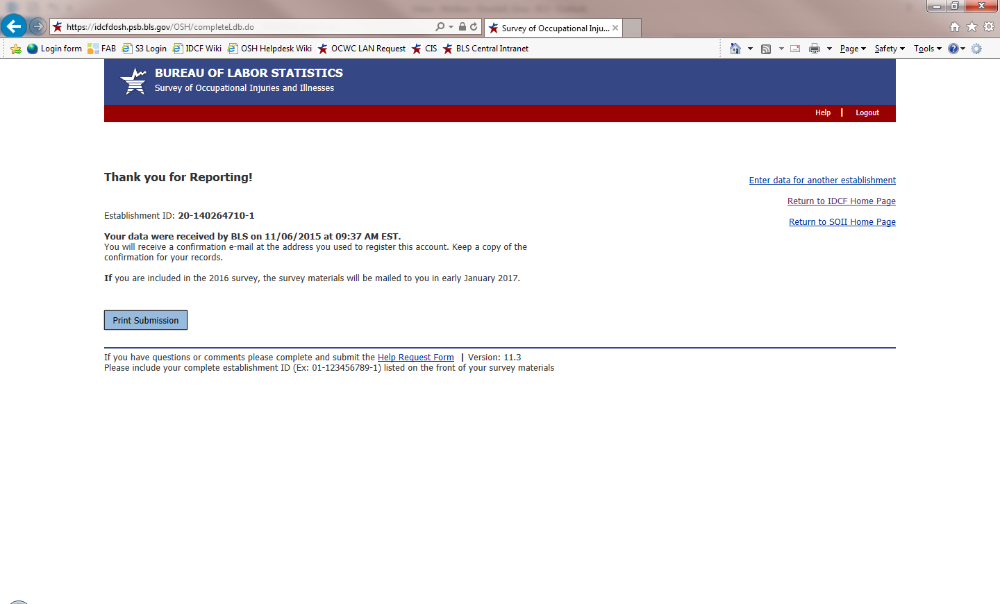 https://idcfdosh.psb.bls.gov/OSH/completeLdb.do
Survey of Occupational Inju...
Login form FAB S3 Login IDCF Wiki OSH Helpdesk Wiki OCWC LAN Request CIS BLS Central Intranet
Page Safety Tools
BUREAU OF LABOR STATISTICS
Survey of Occupational Injuries and Illnesses
Help | Logout
Thank you for Reporting!
Enter data for another establishment
Return to IDCF Home Page
Return to SOII Home Page
Establishment ID: 20-140264710-1
Your data were received by BLS on 11/06/2015 at 09:37 AM EST.
You will receive a confirmation e-mail at the address you used to register this account. Keep a copy of the
confirmation for your records.
If you are included in the 2016 survey, the survey materials will be mailed to you in early January 2017.
Print Submission
If you have questions or comments please complete and submit the Help Request Form | Version: 11.3
Please include your complete establishment ID (Ex: 01-123456789-1) listed on the front of your survey materials